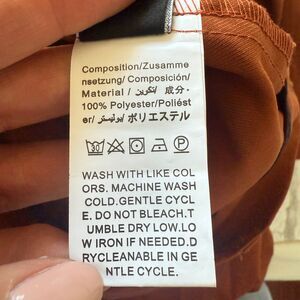 Composition/Zusamme
nsetzung/ Composición/
Material / تكوين/ 成分·
100% Polyester/Poliést
er/ بوليستر/ ポリエステル
WASH WITH LIKE COL
ORS. MACHINE WASH
COLD.GENTLE CYCL
E. DO NOT BLEACH.T
UMBLE DRY LOW.LO
W IRON IF NEEDED.D
RYCLEANABLE IN GE
NTLE CYCLE.